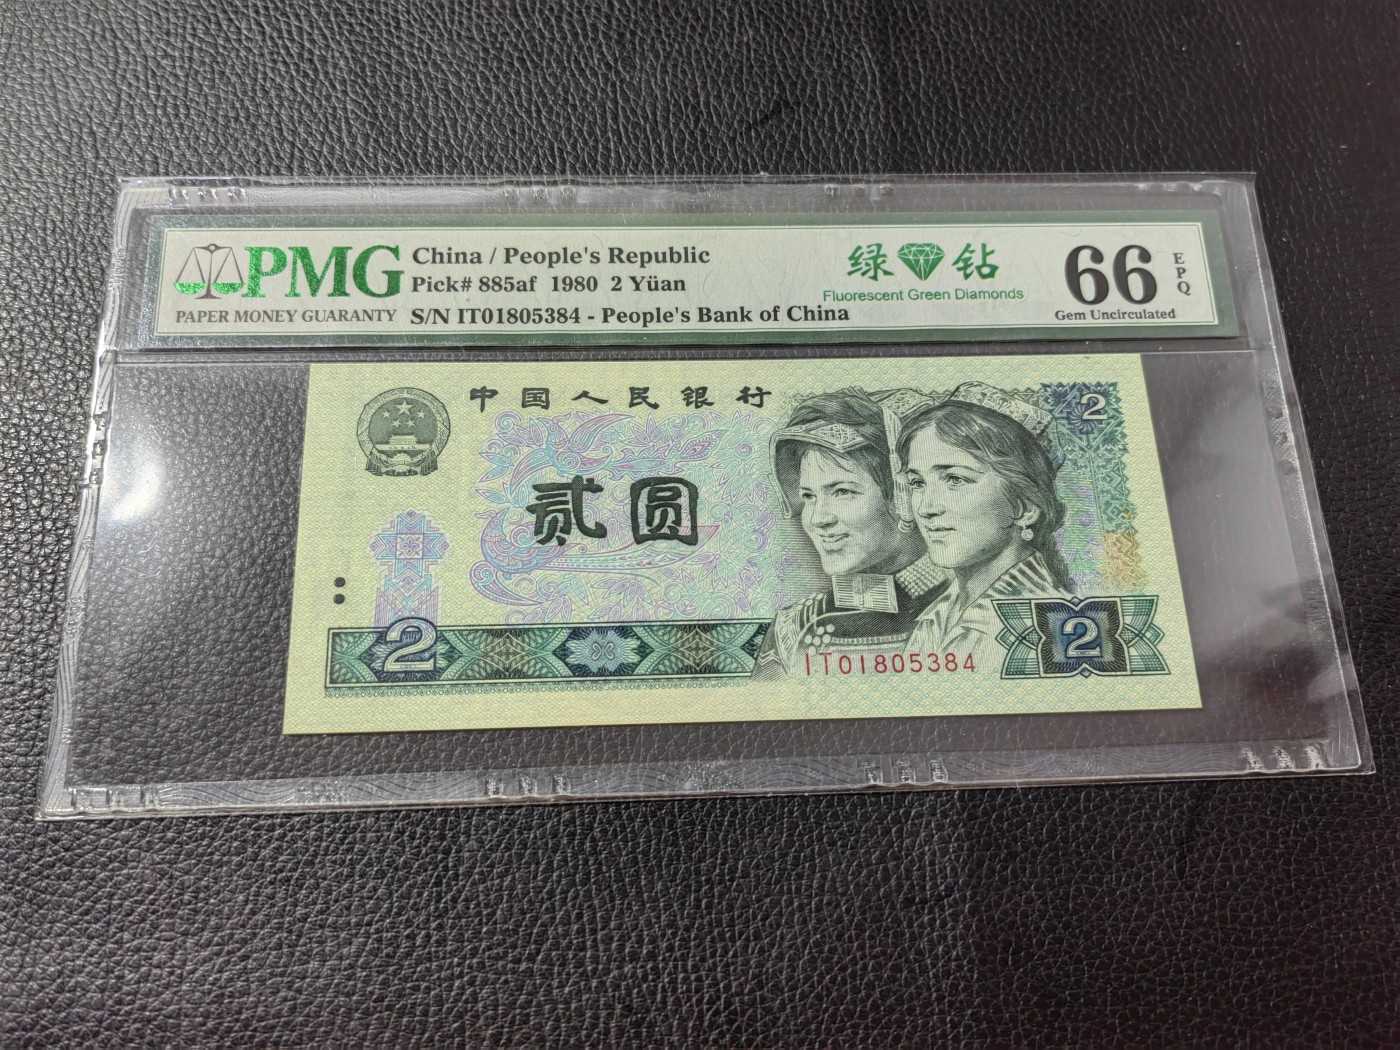 PMG
PAPER MONEY GUARANTY
China / People's Republic
Pick# 885af 1980 2 Yüan
S/N IT01805384 - People's Bank of China
绿 钻
Fluorescent Green Diamonds
66 EPQ
Gem Uncirculated
中国人民银行
2
贰圆
2
IT01805384
2